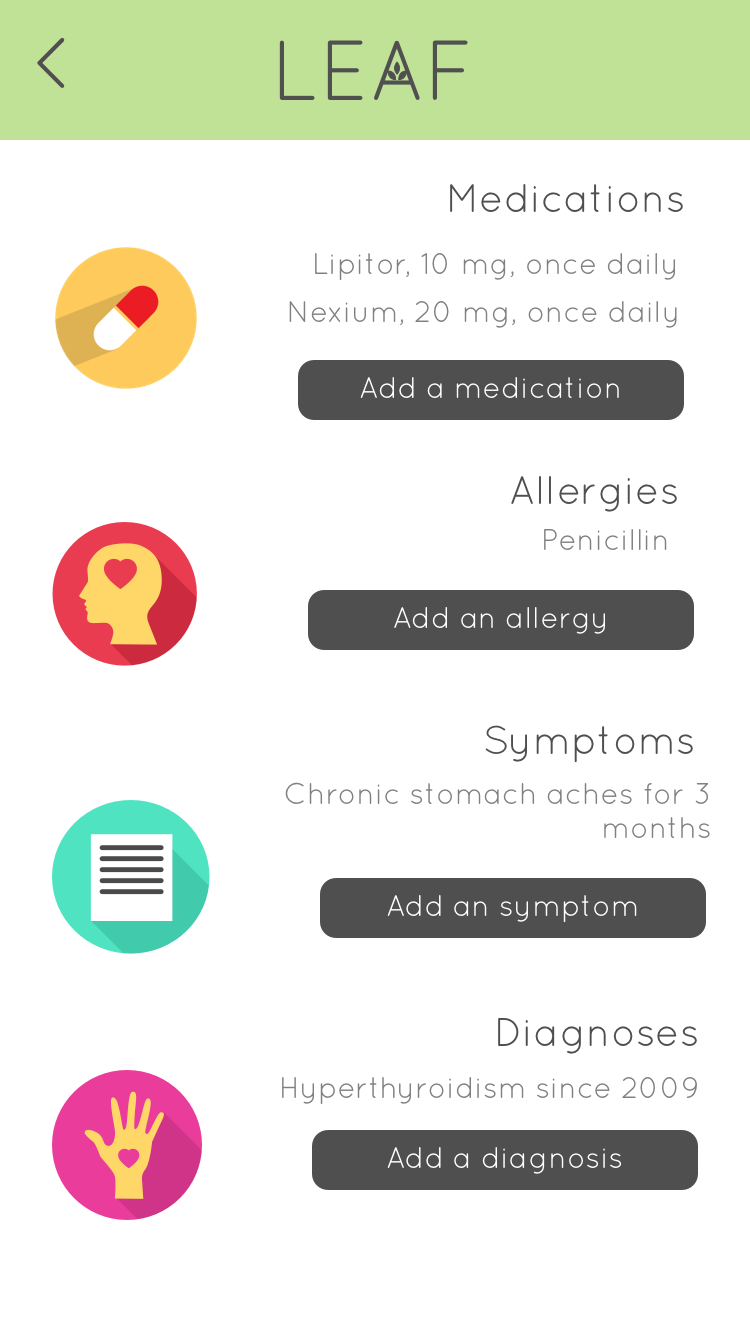 LEAF
Medications
Lipitor, 10 mg, once daily
Nexium, 20 mg, once daily
Add a medication
Allergies
Penicillin
Add an allergy
Symptoms
Chronic stomach aches for 3
months
Add an symptom
Diagnoses
Hyperthyroidism since 2009
Add a diagnosis